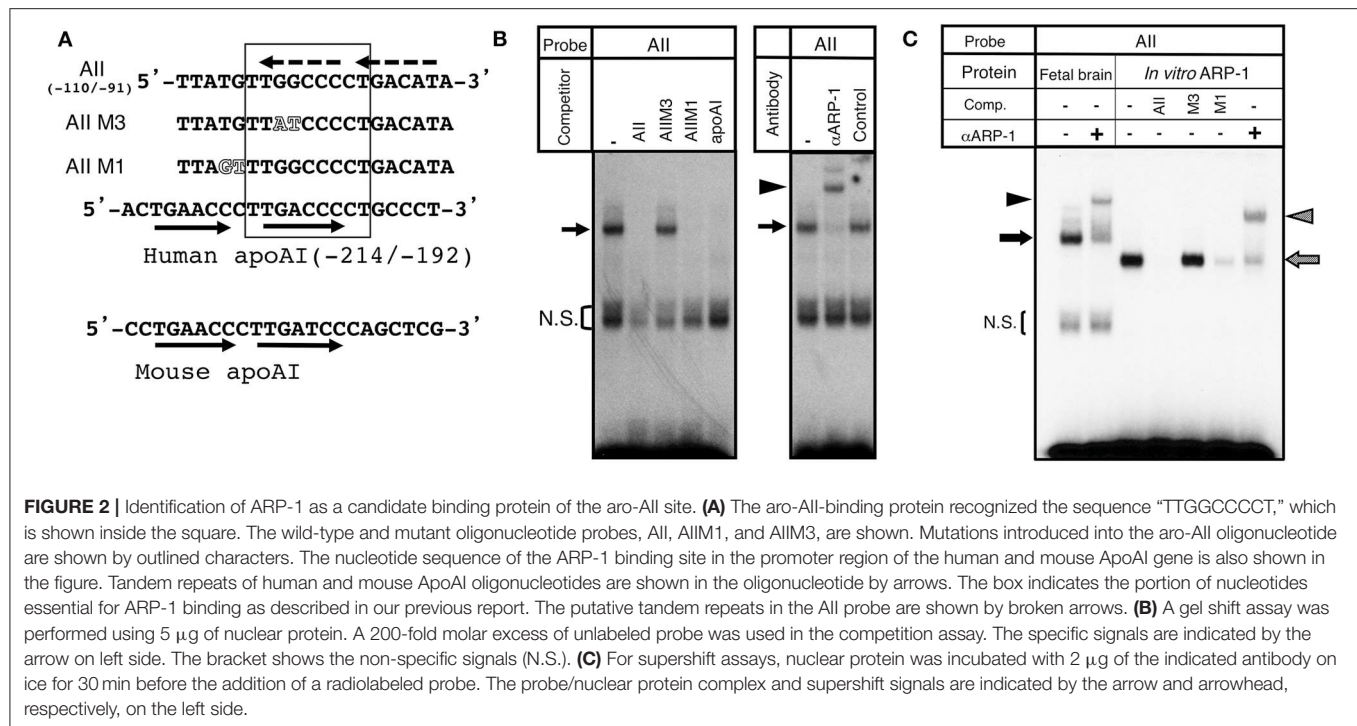 A
AII 5’-TTATGTTGGCCCCTGACATA-3’
(-110/-91)
AII M3 TTATGTTATCCCCTGACATA
AII M1 TTAGTTTGGCCCCTGACATA
5’-ACTGAACCCTTGACCCCTGCCCT-3’
Human apoAI(-214/-192)
5’-CCTGAACCCTTGATCCCAGCTCG-3’
Mouse apoAI
B
Probe AII
Competitor - AII AIIM3 AIIM1 apoAI
N.S.
AII
Antibody - αARP-1 Control
C
Probe AII
Protein Fetal brain In vitro ARP-1
Comp. - - - AII M3 M1 -
αARP-1 - + - - - - +
N.S.
FIGURE 2 | Identification of ARP-1 as a candidate binding protein of the aro-AII site. (A) The aro-AII-binding protein recognized the sequence “TTGGCCCCT,” which
is shown inside the square. The wild-type and mutant oligonucleotide probes, AII, AIIM1, and AIIM3, are shown. Mutations introduced into the aro-AII oligonucleotide
are shown by outlined characters. The nucleotide sequence of the ARP-1 binding site in the promoter region of the human and mouse ApoAI gene is also shown in
the figure. Tandem repeats of human and mouse ApoAI oligonucleotides are shown in the oligonucleotide by arrows. The box indicates the portion of nucleotides
essential for ARP-1 binding as described in our previous report. The putative tandem repeats in the AII probe are shown by broken arrows. (B) A gel shift assay was
performed using 5 μg of nuclear protein. A 200-fold molar excess of unlabeled probe was used in the competition assay. The specific signals are indicated by the
arrow on left side. The bracket shows the non-specific signals (N.S.). (C) For supershift assays, nuclear protein was incubated with 2 μg of the indicated antibody on
ice for 30 min before the addition of a radiolabeled probe. The probe/nuclear protein complex and supershift signals are indicated by the arrow and arrowhead,
respectively, on the left side.